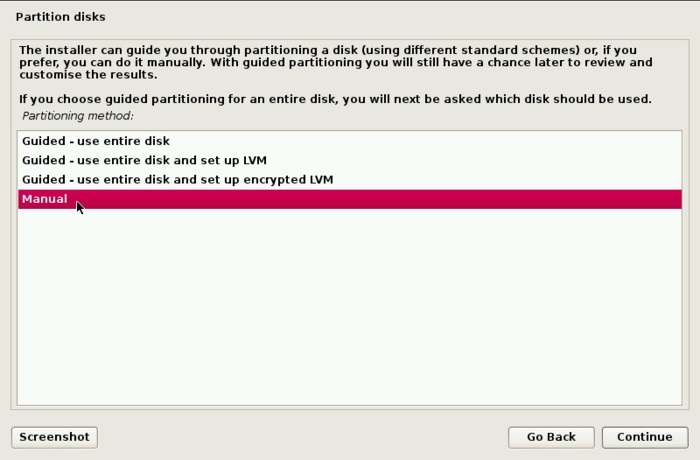 Partition disks
The installer can guide you through partitioning a disk (using different standard schemes) or, if you
prefer, you can do it manually. With guided partitioning you will still have a chance later to review and
customise the results.
If you choose guided partitioning for an entire disk, you will next be asked which disk should be used.
Partitioning method:
Guided - use entire disk
Guided - use entire disk and set up LVM
Guided - use entire disk and set up encrypted LVM
Manual
Screenshot
Go Back
Continue